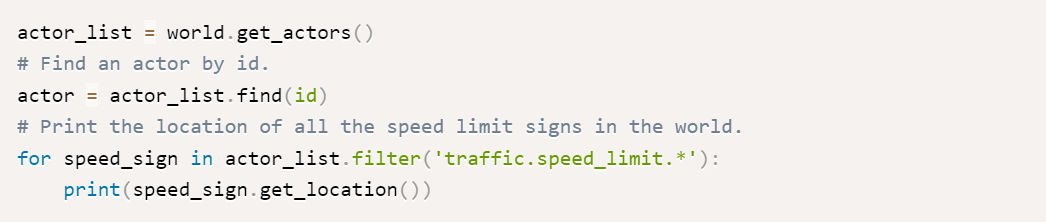 actor_list = world.get_actors()
# Find an actor by id.
actor = actor_list.find(id)
# Print the location of all the speed limit signs in the world.
for speed_sign in actor_list.filter('traffic.speed_limit.*'):
    print(speed_sign.get_location())